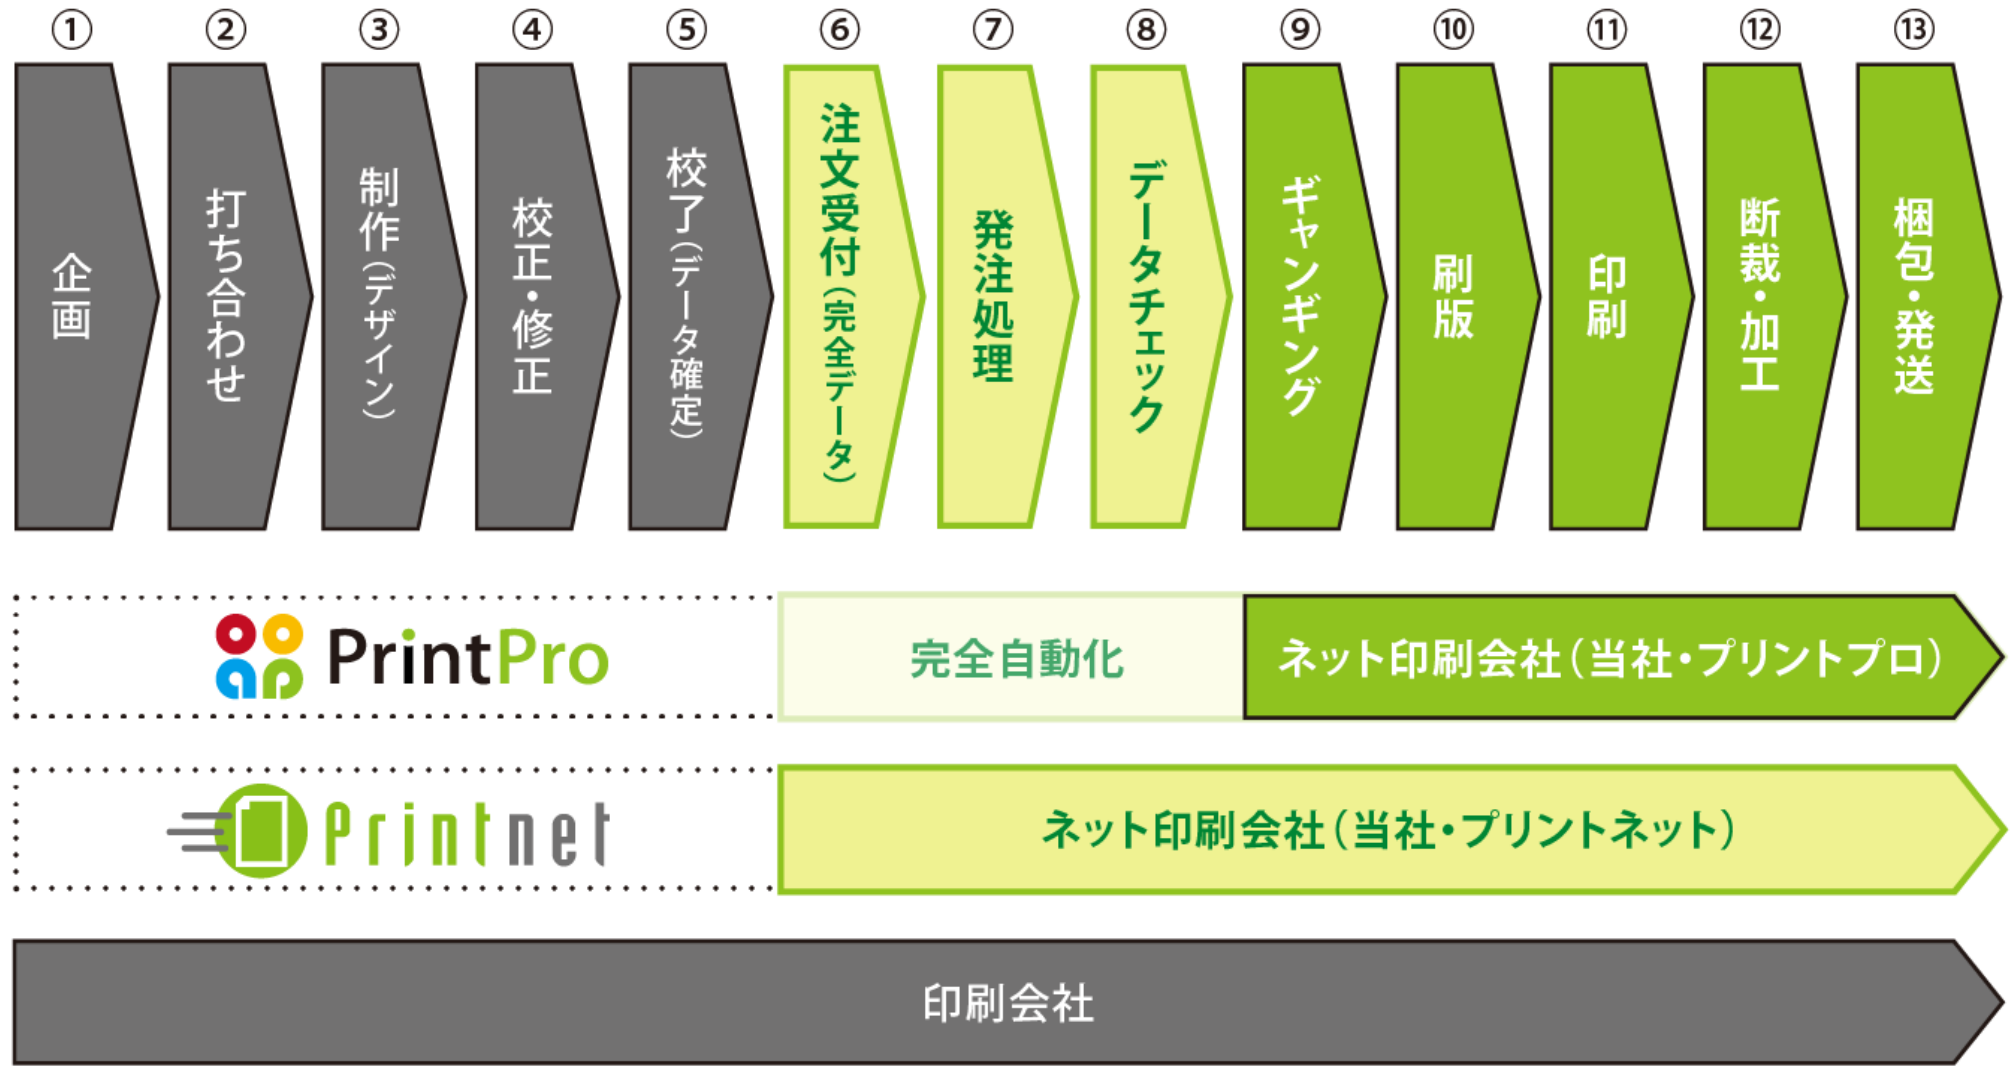 ① ② ③ ④ ⑤ ⑥ ⑦ ⑧ ⑨ ⑩ ⑪ ⑫ ⑬
企画
打ち合わせ
制作（デザイン）
校正・修正
校了（データ確定）
注文受付（完全データ）
発注処理
データチェック
ギャンギング
刷版
印刷
断裁・加工
梱包・発送
PrintPro
完全自動化
ネット印刷会社（当社・プリントプロ）
Printnet
ネット印刷会社（当社・プリントネット）
印刷会社